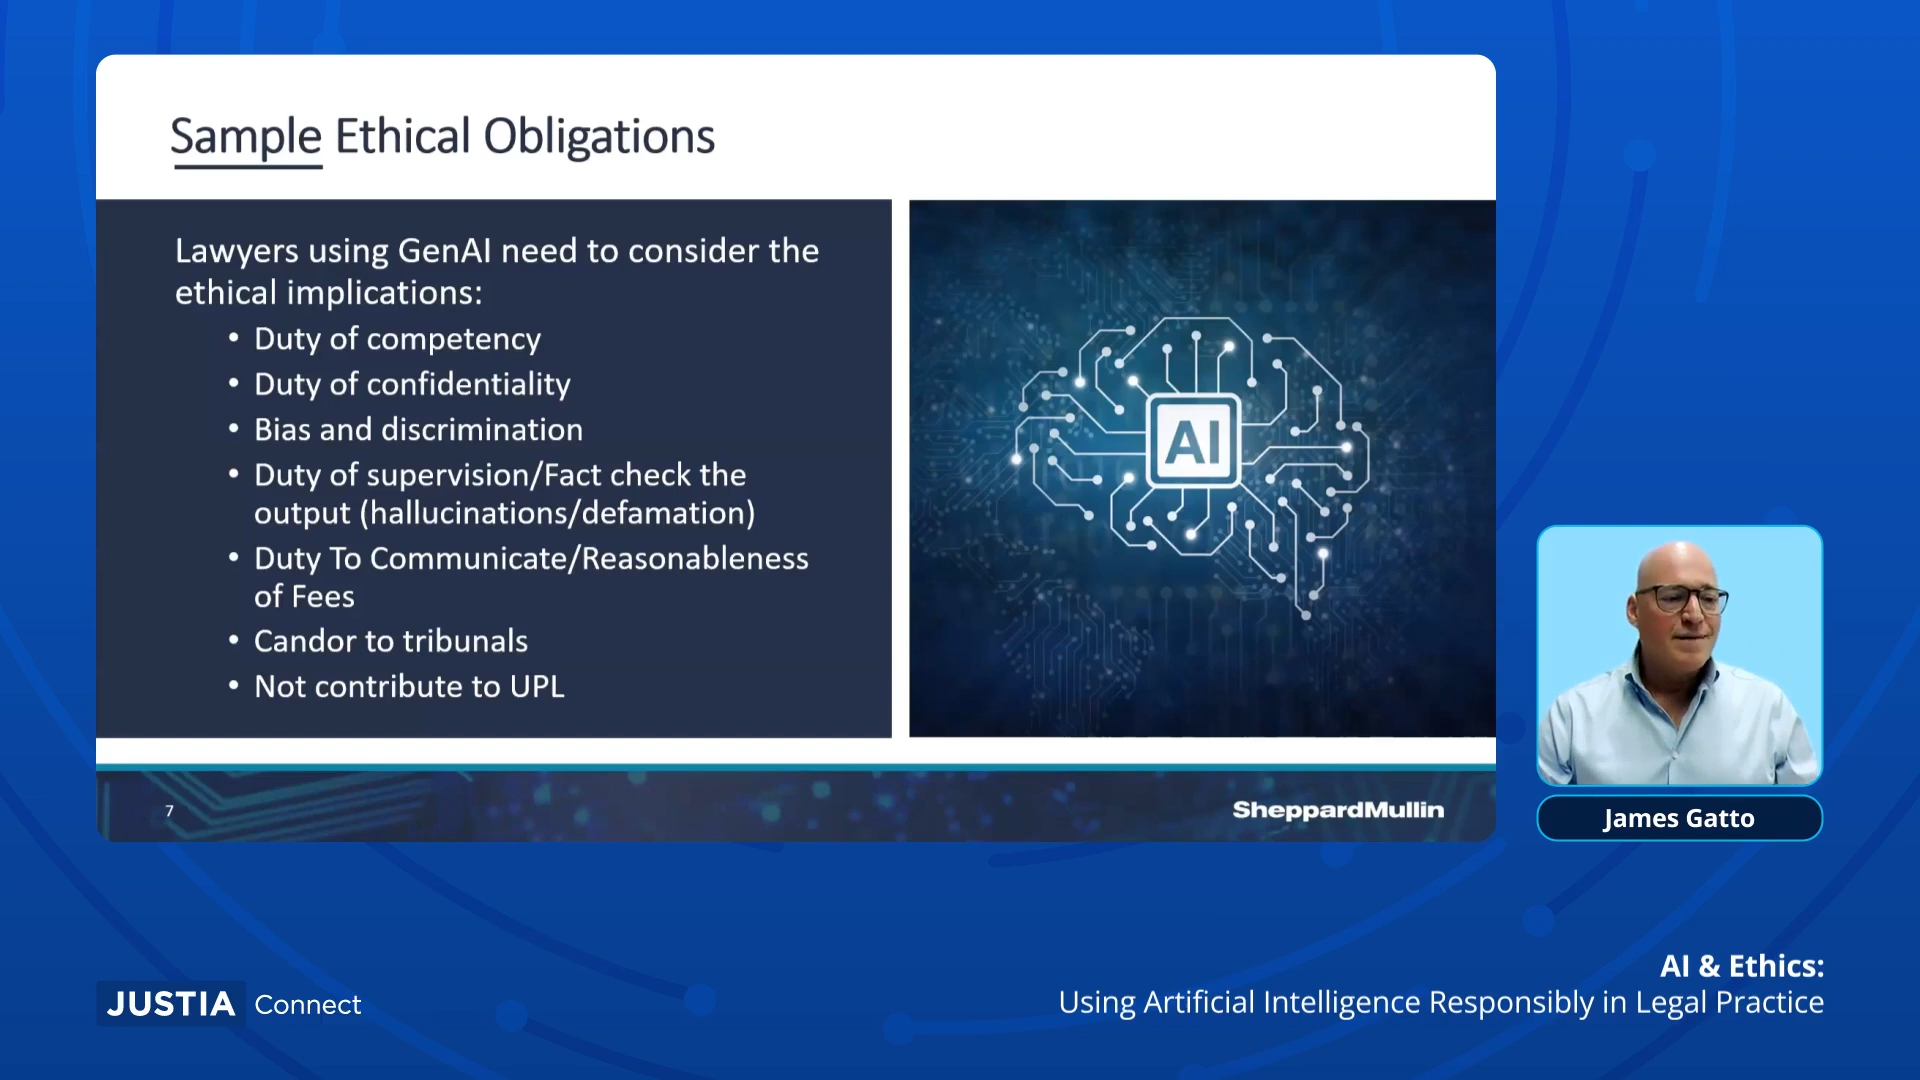 Sample Ethical Obligations
Lawyers using GenAI need to consider the
ethical implications:
• Duty of competency
• Duty of confidentiality
• Bias and discrimination
• Duty of supervision/Fact check the
output (hallucinations/defamation)
• Duty To Communicate/Reasonableness
of Fees
• Candor to tribunals
• Not contribute to UPL
AI
7
SheppardMullin
James Gatto
AI & Ethics:
Using Artificial Intelligence Responsibly in Legal Practice
JUSTIA Connect